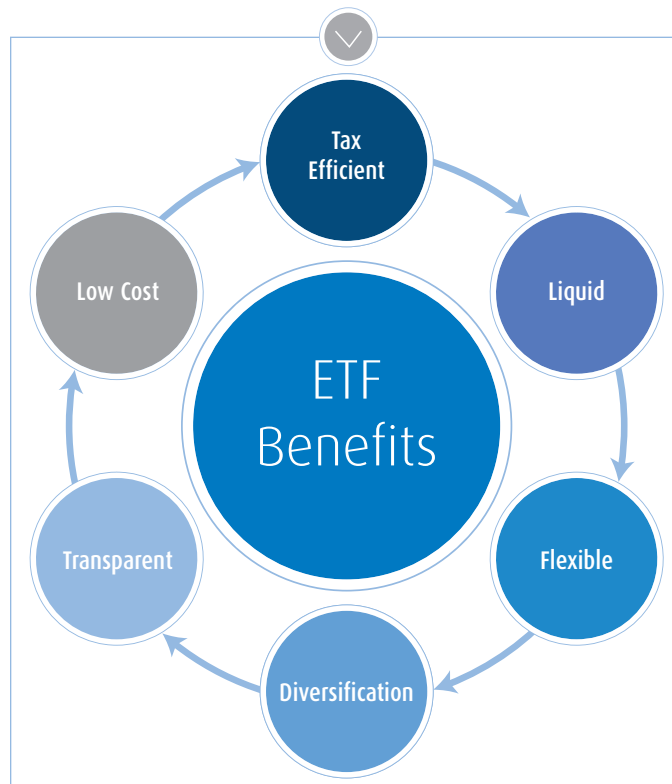 Tax
Efficient
Low Cost
Liquid
ETF
Benefits
Transparent
Flexible
Diversification